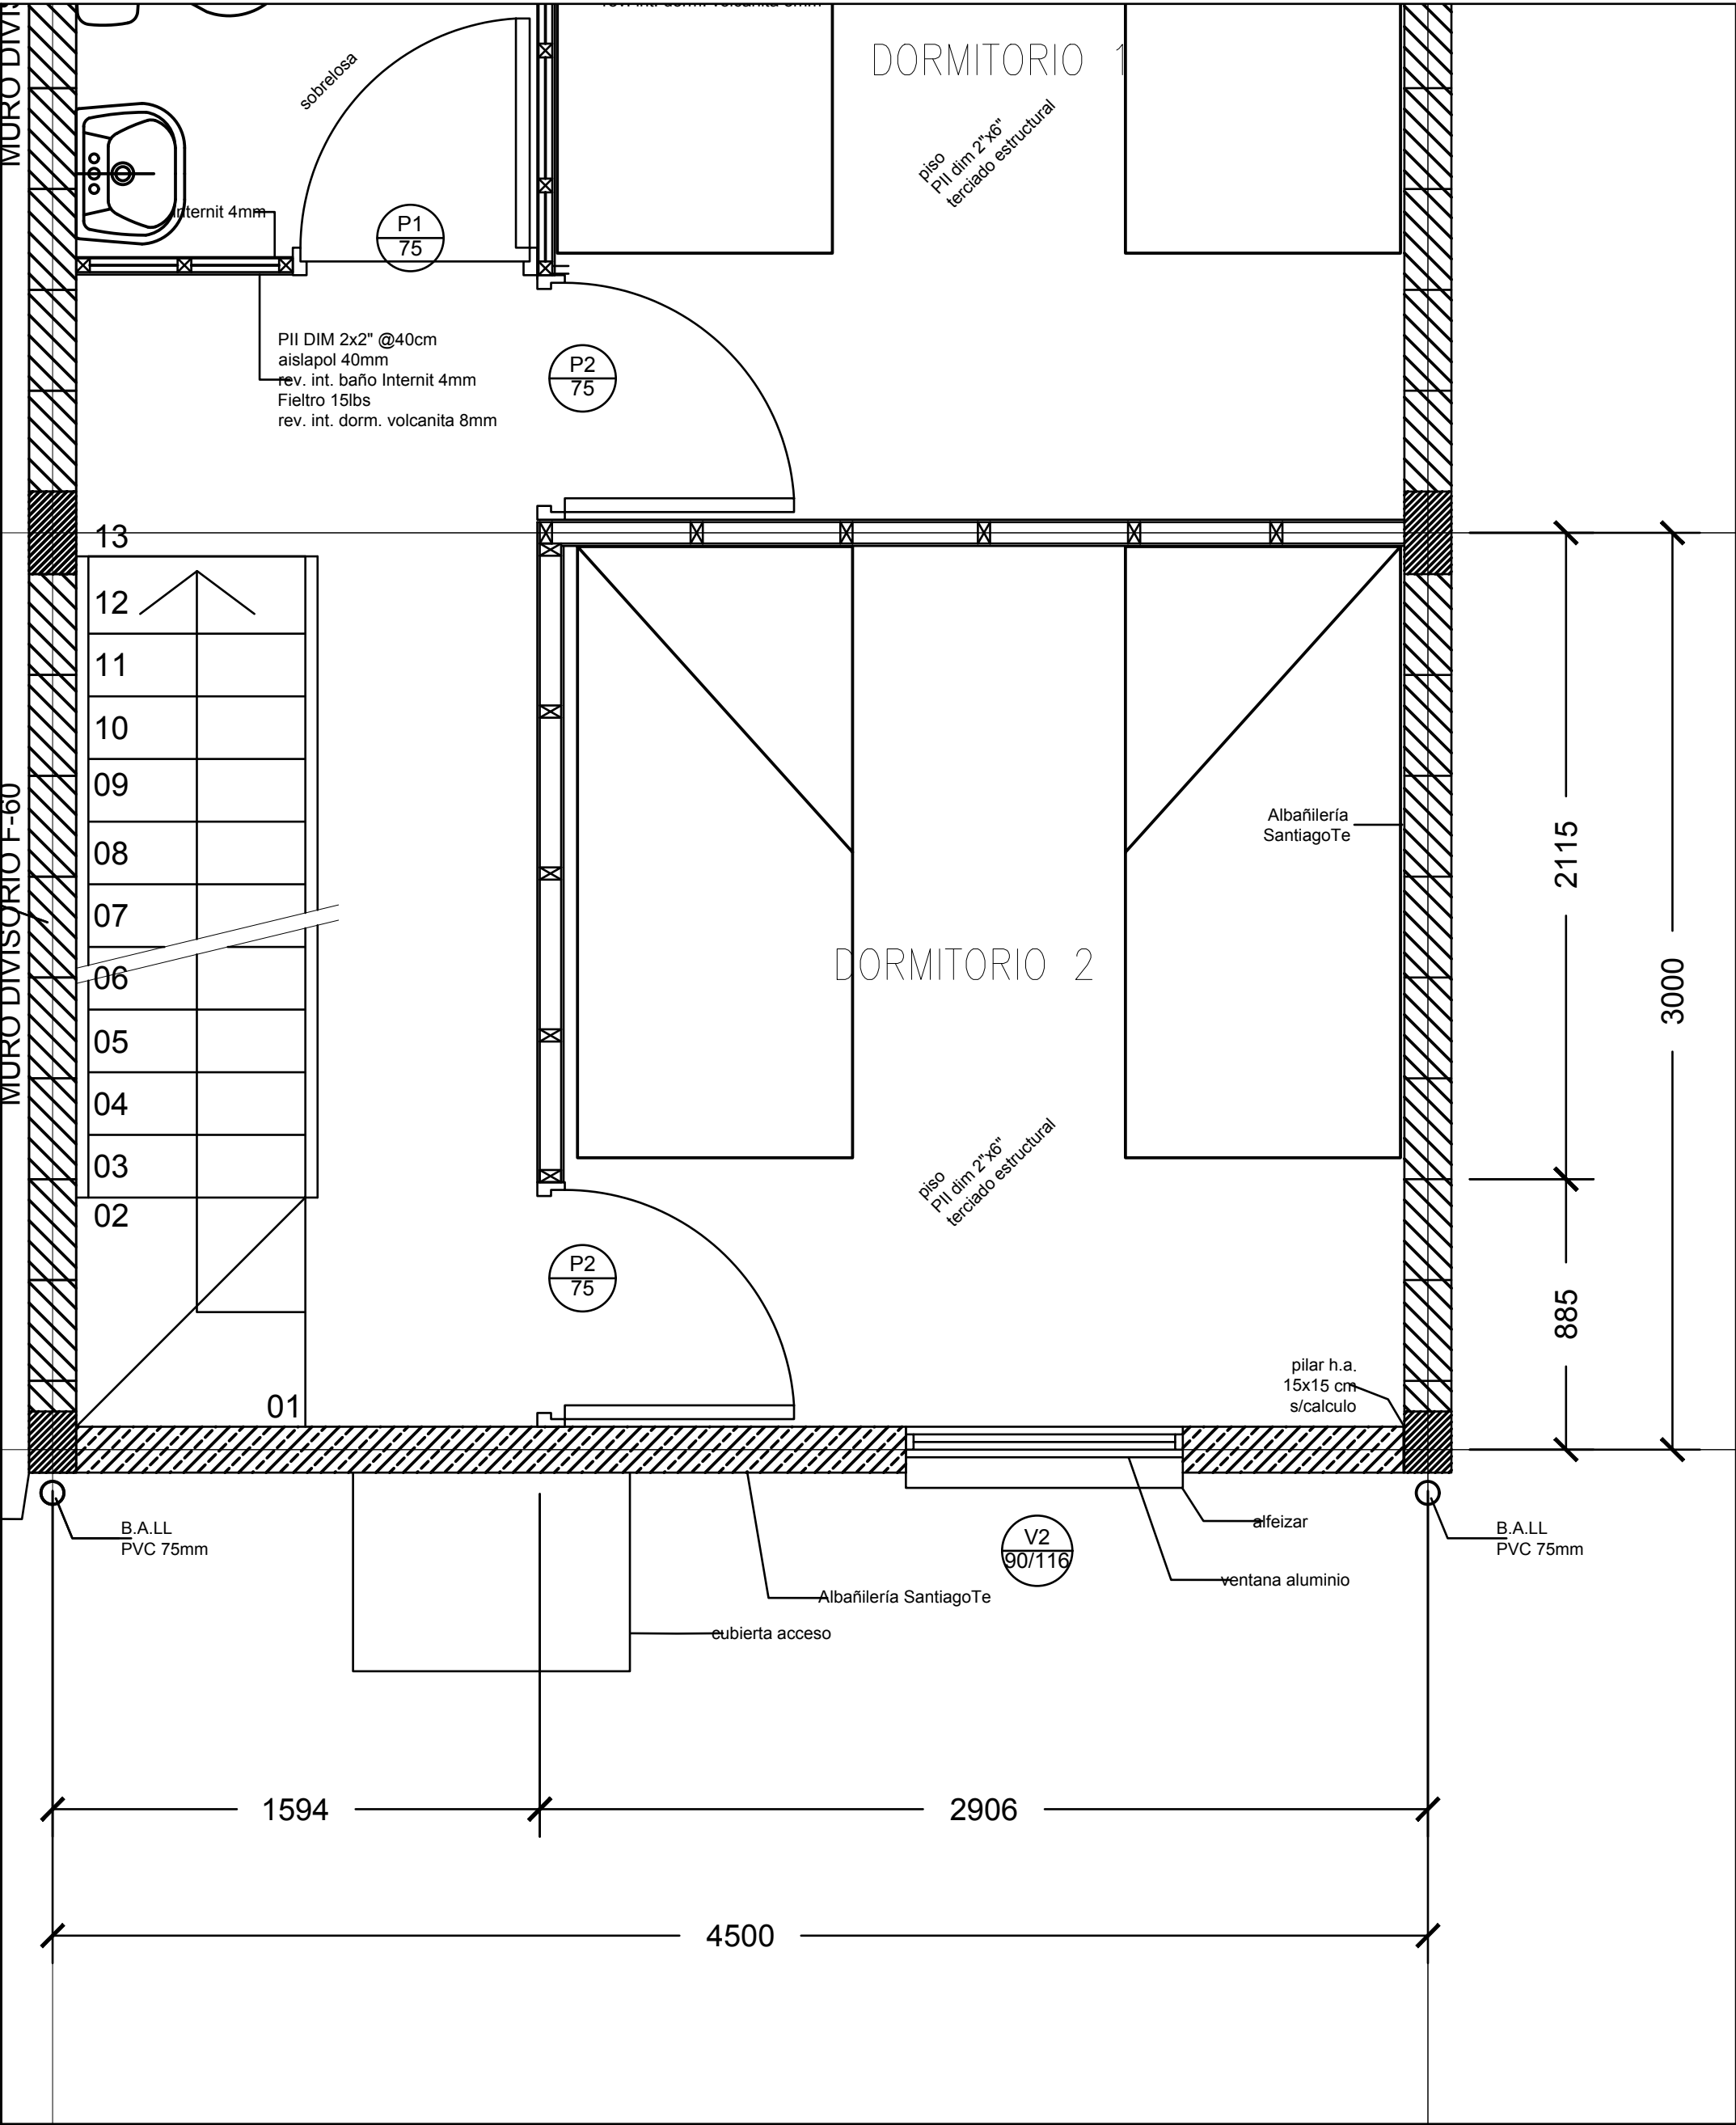 DORMITORIO 1
sobrelosa
piso
PII dim 2"x6"
terciado estructural
Internit 4mm
P1
75
PII DIM 2x2" @40cm
aislapol 40mm
rev. int. baño Internit 4mm
Fieltro 15lbs
rev. int. dorm. volcanita 8mm
P2
75
13
12
11
10
09
08
07
06
05
04
03
02
01
MURO DIVISORIO F-60
Albañilería
SantiagoTe
DORMITORIO 2
piso
PII dim 2"x6"
terciado estructural
P2
75
pilar h.a.
15x15 cm
s/calculo
2115
3000
885
B.A.LL
PVC 75mm
V2
90/116
alfeizar
ventana aluminio
Albañilería SantiagoTe
cubierta acceso
B.A.LL
PVC 75mm
1594
2906
4500